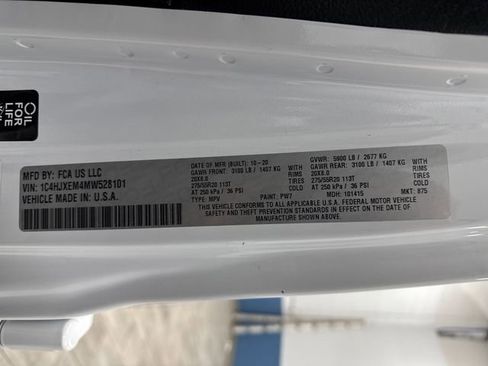 OIL
FOR
LIFE
MFD BY: FCA US LLC
VIN: 1C4HJXEM4MW528101
VEHICLE MADE IN: U.S.A.
DATE OF MFR (BUILT): 10-20
GVWR: 5900 LB / 2677 KG
GAWR FRONT: 3100 LB / 1407 KG
GAWR REAR: 3100 LB / 1407 KG
20X8.0 RIMS
20X8.0 RIMS
275/55R20 113T TIRES
275/55R20 113T TIRES
AT 250 kPa / 36 PSI
AT 250 kPa / 36 PSI
TYPE: MPV
PAINT: PW7
MDH: 101415
MKT: 875
THIS VEHICLE CONFORMS TO ALL APPLICABLE U.S.A. FEDERAL MOTOR VEHICLE
SAFETY AND THEFT PREVENTION STANDARDS IN EFFECT ON THE DATE OF
MANUFACTURE SHOWN ABOVE.